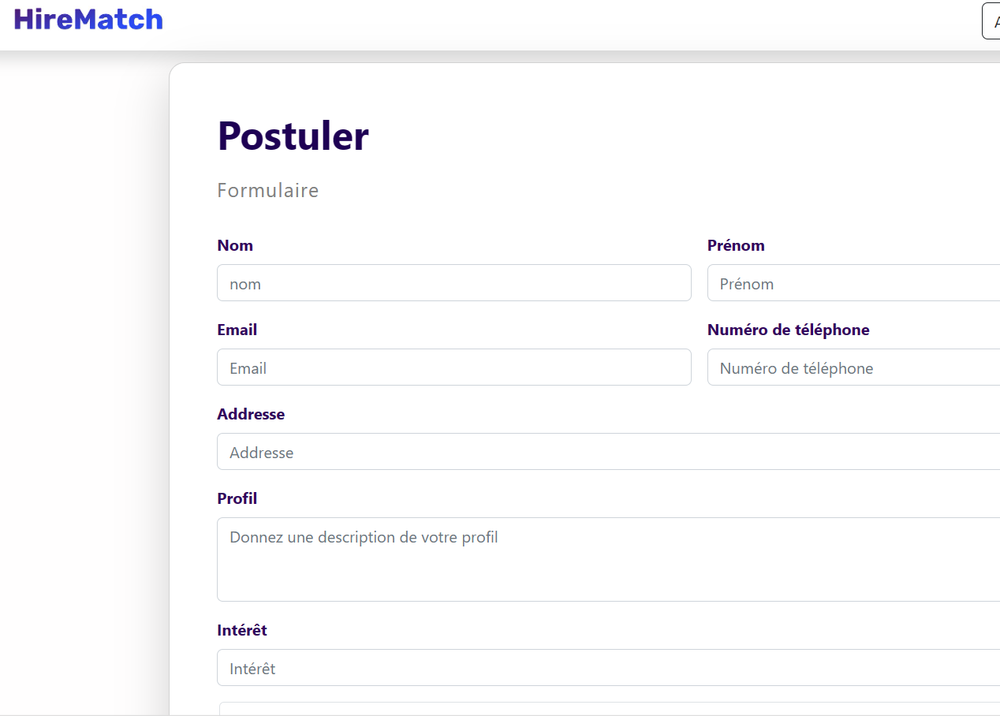 HireMatch
A
Postuler
Formulaire
Nom
Prénom
nom
Prénom
Email
Numéro de téléphone
Email
Numéro de téléphone
Addresse
Addresse
Profil
Donnez une description de votre profil
Intérêt
Intérêt